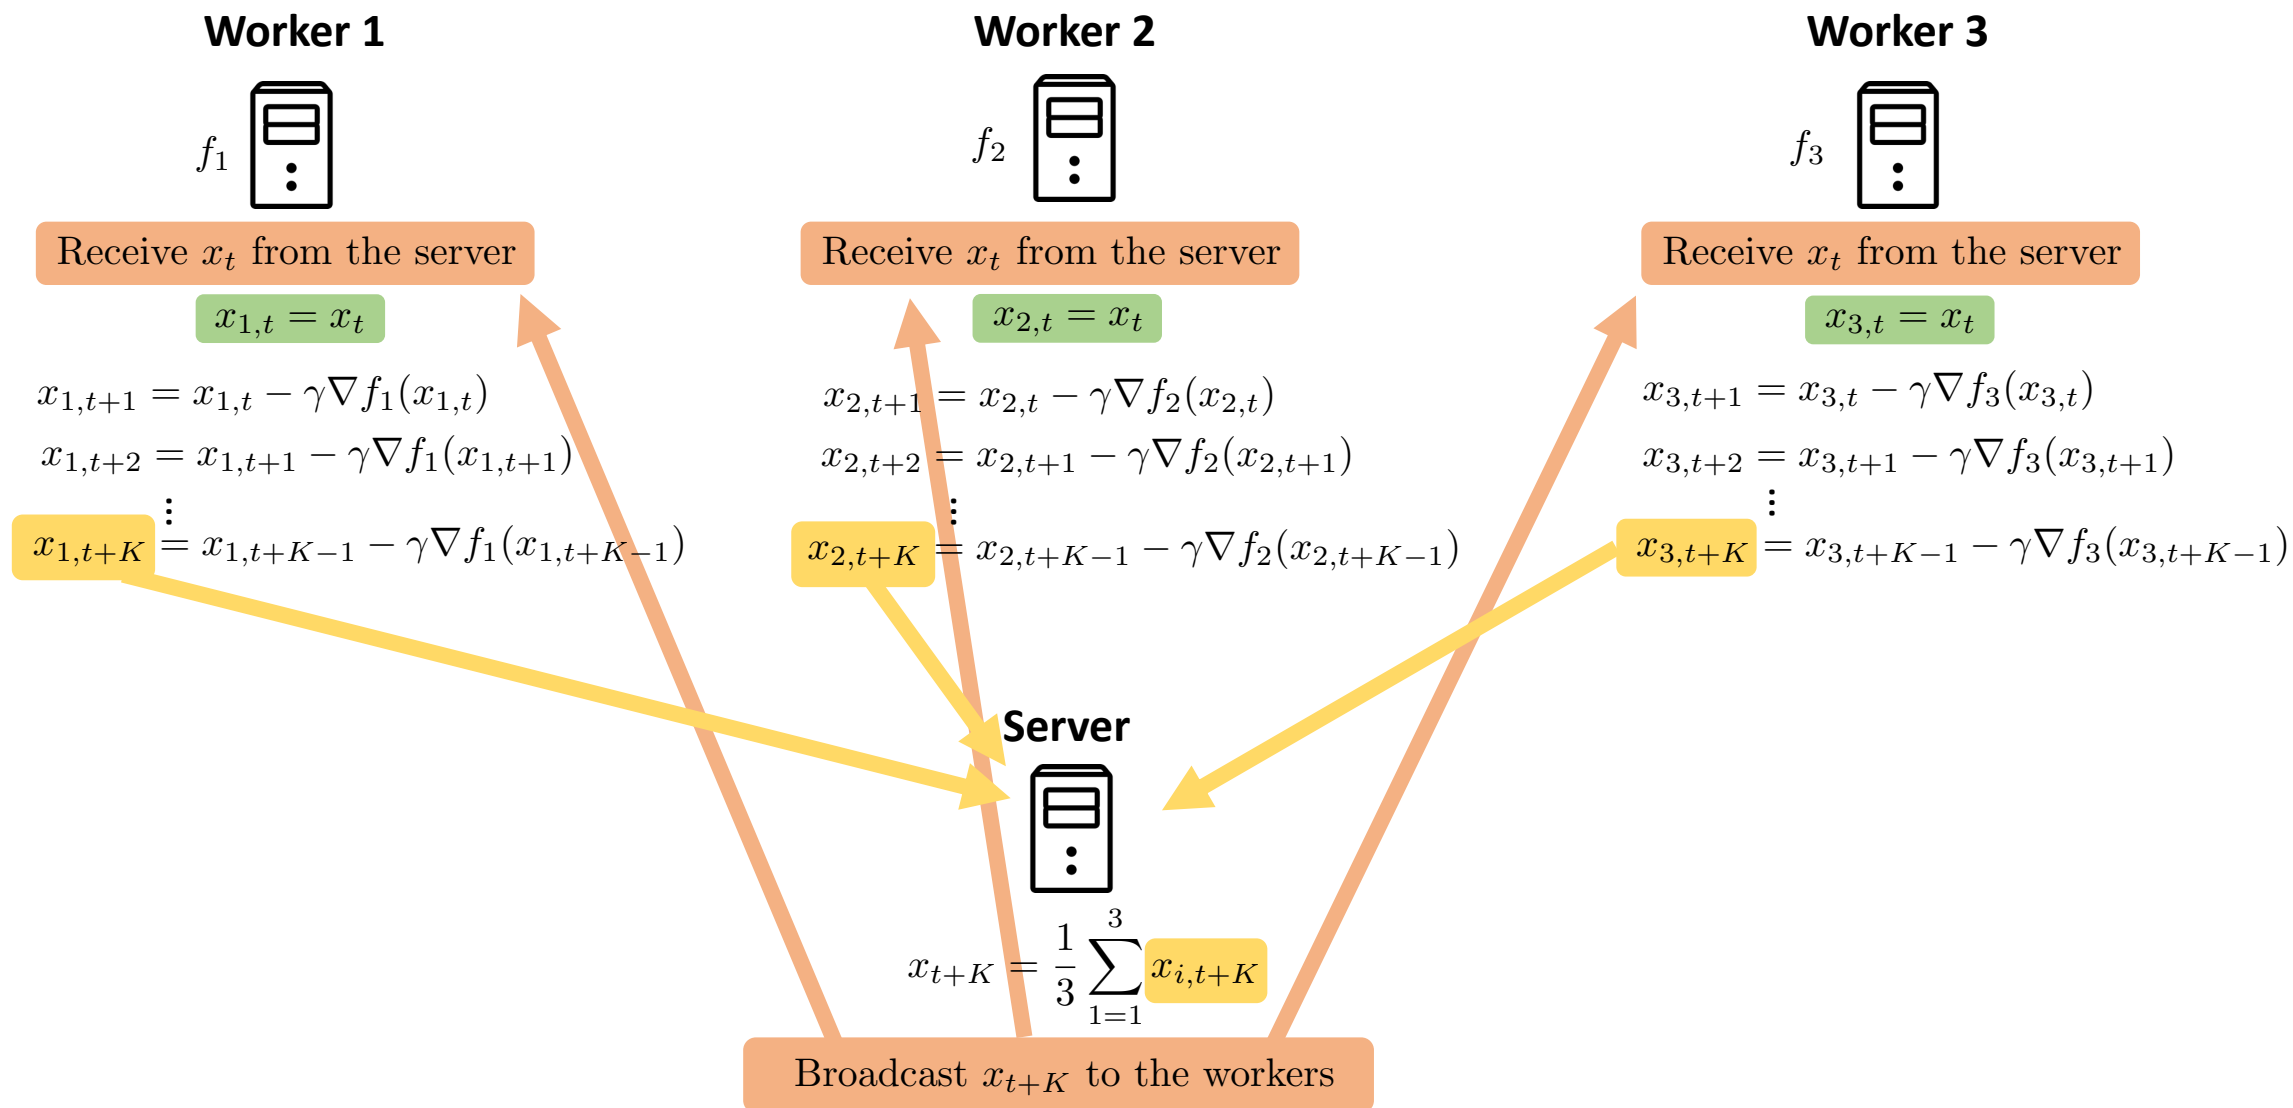 Worker 1
f_1
Receive x_t from the server
x_{1,t} = x_t
x_{1,t+1} = x_{1,t} − γ∇f_1(x_{1,t})
x_{1,t+2} = x_{1,t+1} − γ∇f_1(x_{1,t+1})
⋮
x_{1,t+K} = x_{1,t+K−1} − γ∇f_1(x_{1,t+K−1})
Worker 2
f_2
Receive x_t from the server
x_{2,t} = x_t
x_{2,t+1} = x_{2,t} − γ∇f_2(x_{2,t})
x_{2,t+2} = x_{2,t+1} − γ∇f_2(x_{2,t+1})
⋮
x_{2,t+K} = x_{2,t+K−1} − γ∇f_2(x_{2,t+K−1})
Worker 3
f_3
Receive x_t from the server
x_{3,t} = x_t
x_{3,t+1} = x_{3,t} − γ∇f_3(x_{3,t})
x_{3,t+2} = x_{3,t+1} − γ∇f_3(x_{3,t+1})
⋮
x_{3,t+K} = x_{3,t+K−1} − γ∇f_3(x_{3,t+K−1})
Server
x_{t+K} = \frac{1}{3} \sum_{1=1}^{3} x_{i,t+K}
Broadcast x_{t+K} to the workers